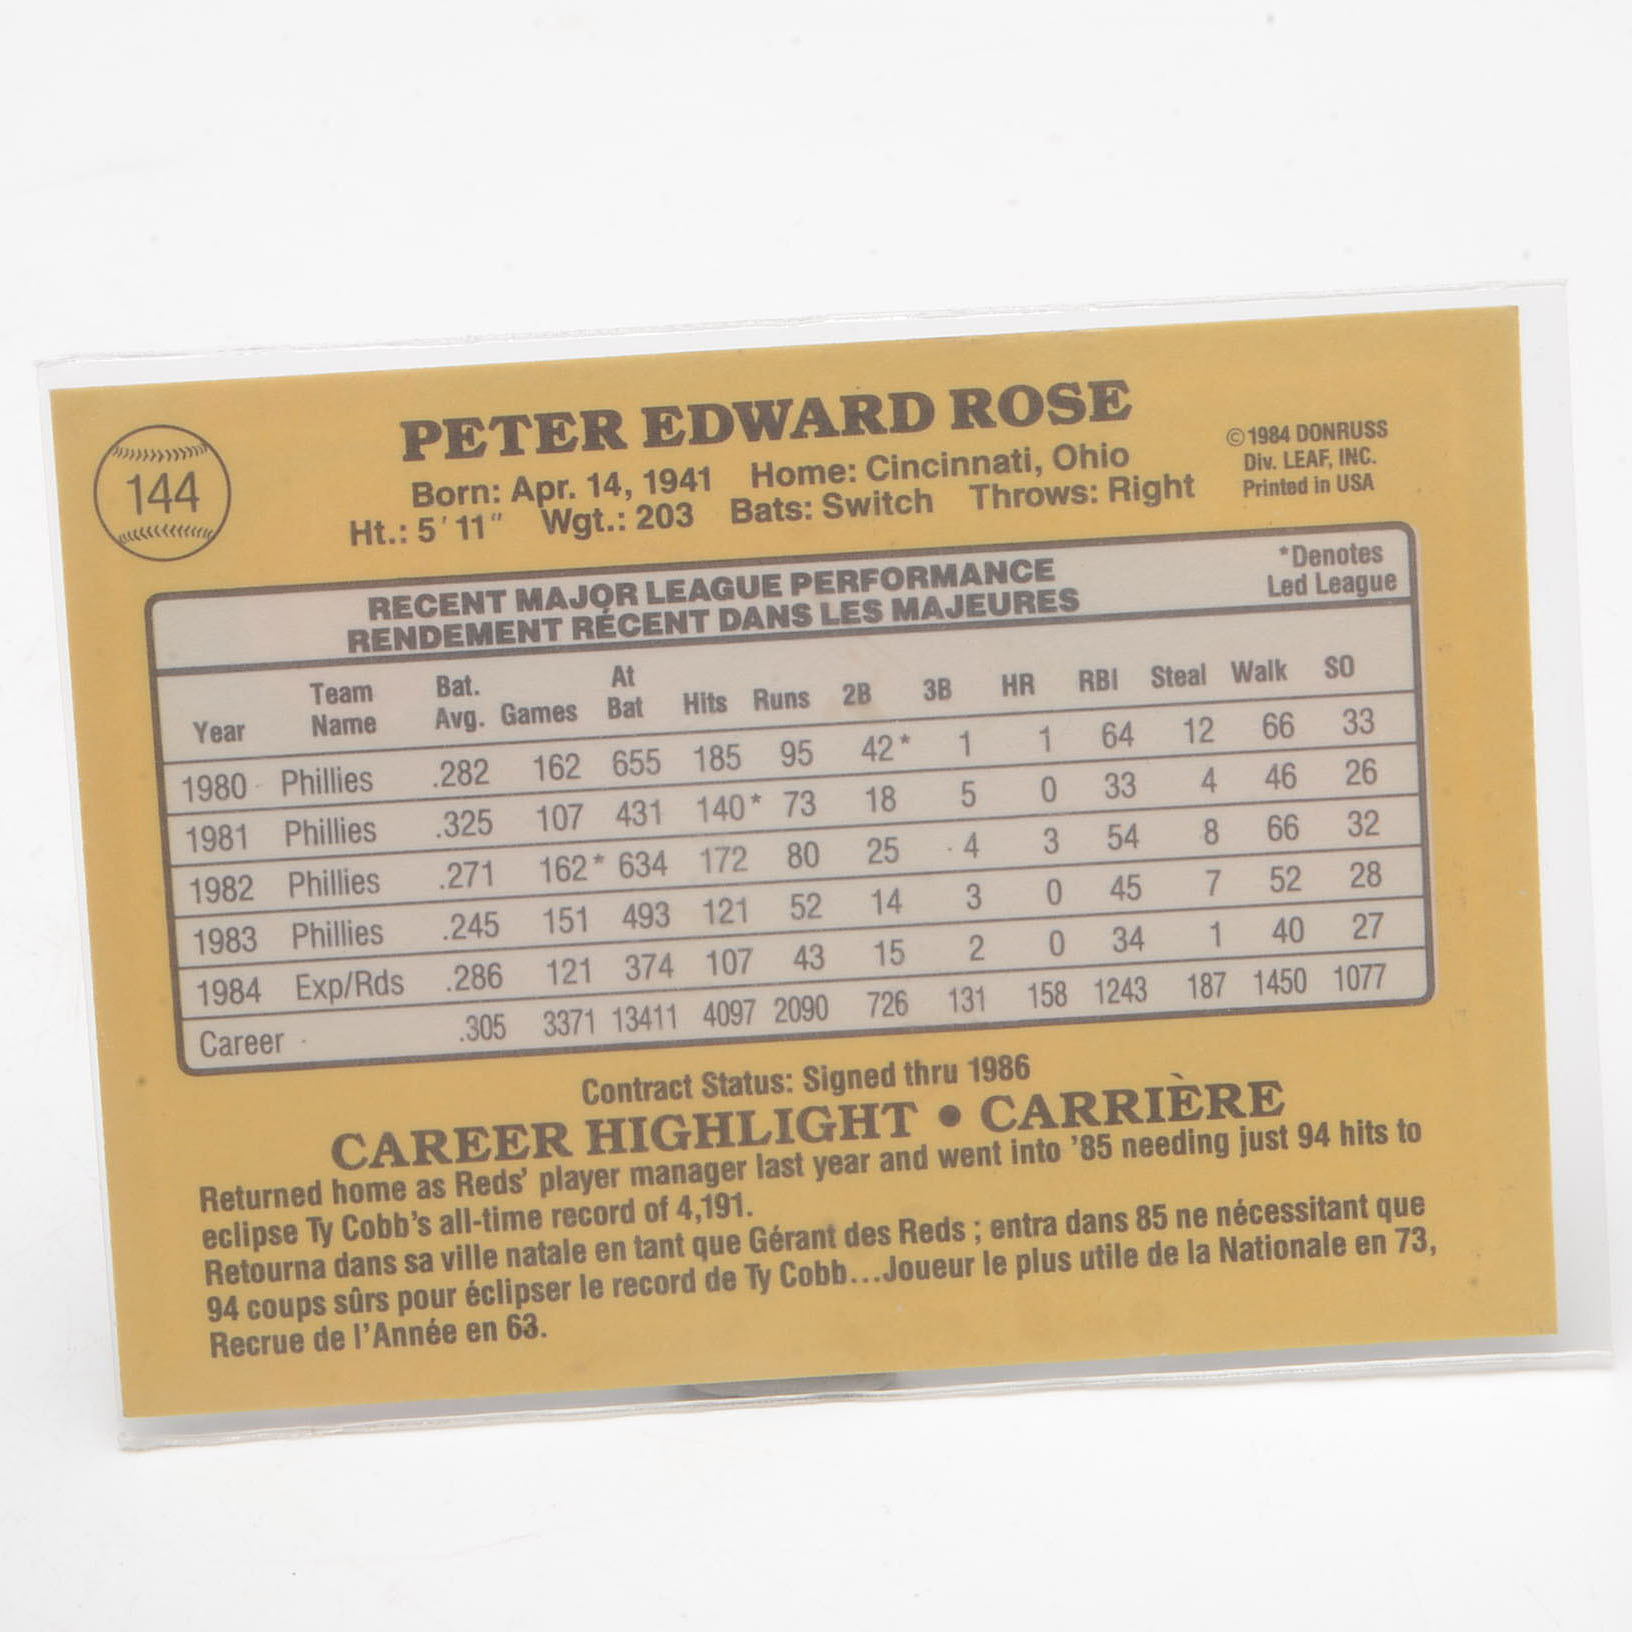 144
PETER EDWARD ROSE
Born: Apr. 14, 1941 Home: Cincinnati, Ohio
Ht.: 5'11" Wgt.: 203 Bats: Switch Throws: Right
©1984 DONRUSS
Div. LEAF, INC.
Printed in USA
RECENT MAJOR LEAGUE PERFORMANCE
RENDEMENT RÉCENT DANS LES MAJEURES
*Denotes
Led League
Year Team Name Bat. Avg. Games At Bat Hits Runs 2B 3B HR RBI Steal Walk SO
1980 Phillies .282 162 655 185 95 42* 1 1 64 12 66 33
1981 Phillies .325 107 431 140* 73 18 5 0 33 4 46 26
1982 Phillies .271 162* 634 172 80 25 4 3 54 8 66 32
1983 Phillies .245 151 493 121 52 14 3 0 45 7 52 28
1984 Exp/Rds .286 121 374 107 43 15 2 0 34 1 40 27
Career .305 3371 13411 4097 2090 726 131 158 1243 187 1450 1077
Contract Status: Signed thru 1986
CAREER HIGHLIGHT • CARRIÈRE
Returned home as Reds' player manager last year and went into '85 needing just 94 hits to
eclipse Ty Cobb's all-time record of 4,191.
Retourna dans sa ville natale en tant que Gérant des Reds ; entra dans 85 ne nécessitant que
94 coups sûrs pour éclipser le record de Ty Cobb...Joueur le plus utile de la Nationale en 73,
Recrue de l'Année en 63.